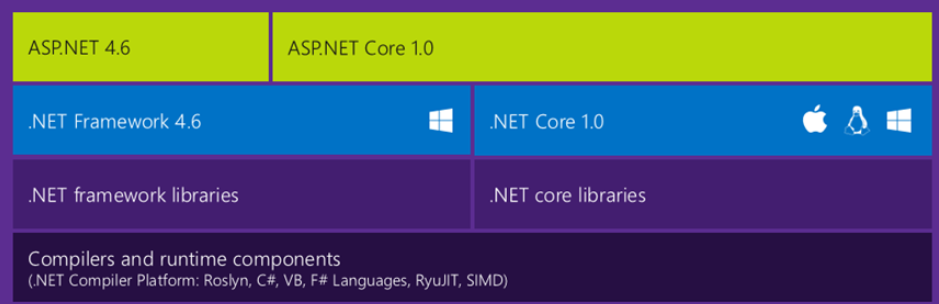 ASP.NET 4.6
ASP.NET Core 1.0
.NET Framework 4.6
.NET Core 1.0
.NET framework libraries
.NET core libraries
Compilers and runtime components
(.NET Compiler Platform: Roslyn, C#, VB, F# Languages, RyuJIT, SIMD)